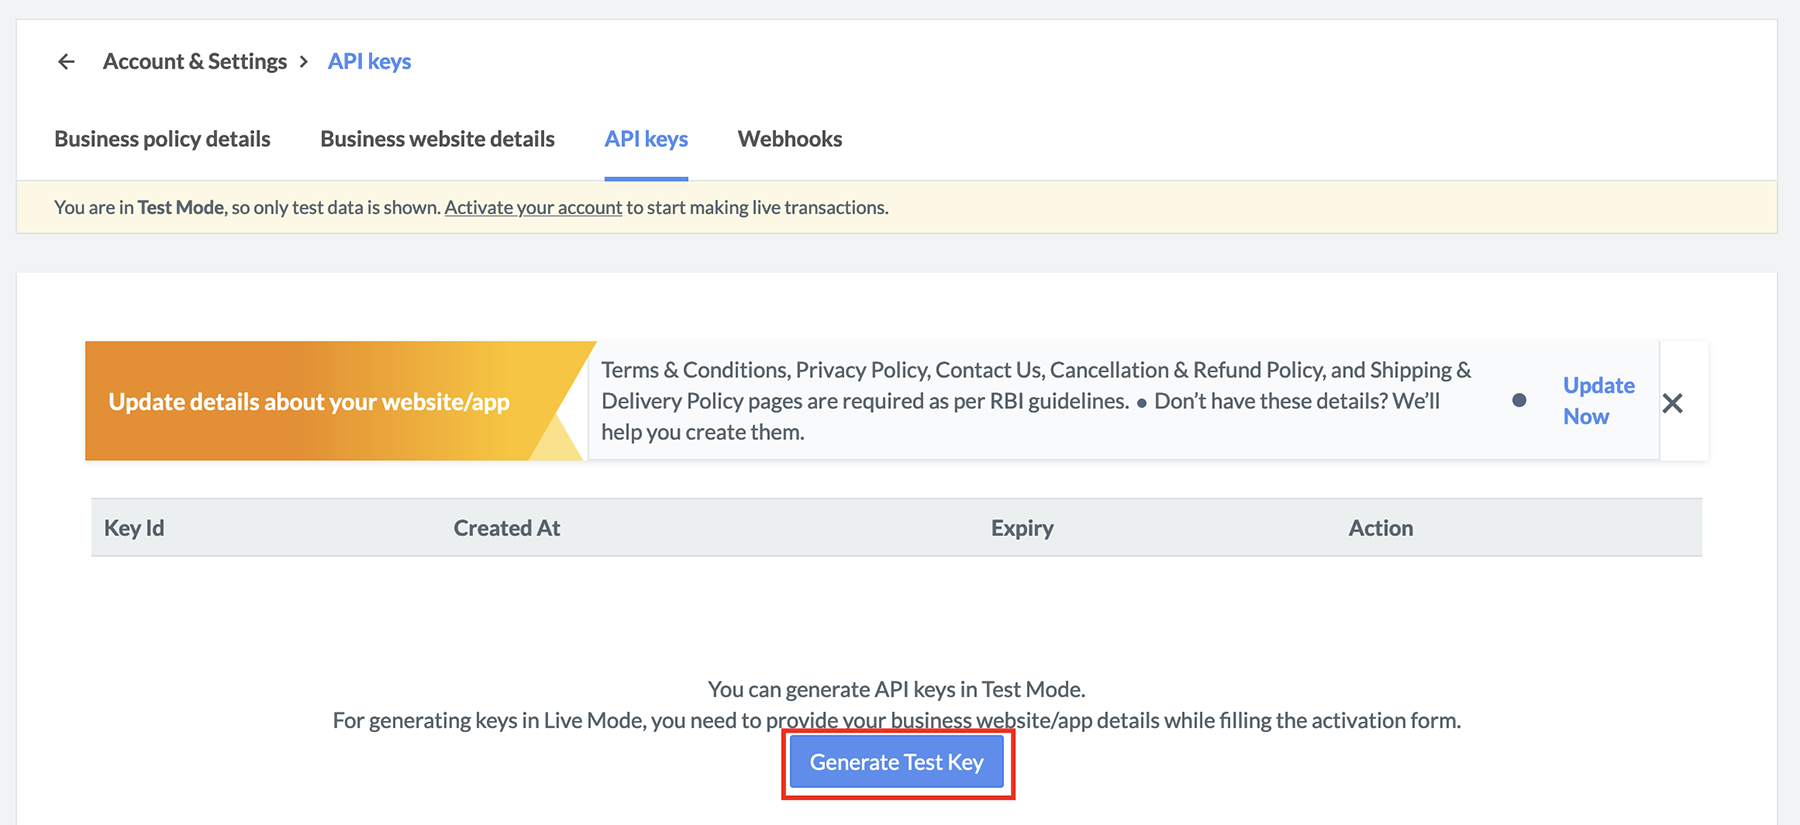 Account & Settings > API keys
Business policy details Business website details API keys Webhooks
You are in Test Mode, so only test data is shown. Activate your account to start making live transactions.
Update details about your website/app
Terms & Conditions, Privacy Policy, Contact Us, Cancellation & Refund Policy, and Shipping &
Delivery Policy pages are required as per RBI guidelines. • Don’t have these details? We’ll
help you create them.
• Update
Now
Key Id Created At Expiry Action
You can generate API keys in Test Mode.
For generating keys in Live Mode, you need to provide your business website/app details while filling the activation form.
Generate Test Key